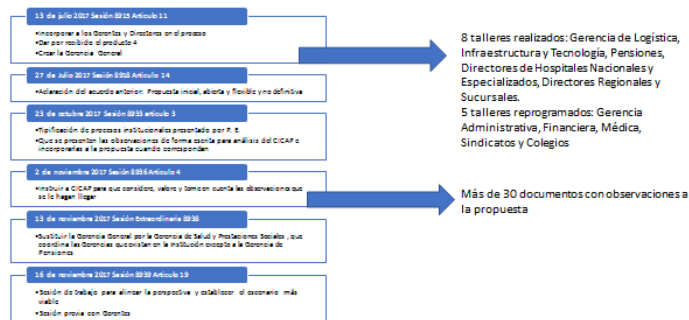 13 de julio 2017 Sesión 8915 Artículo 11
•Incorporar a los Gerentes y Directores en el proceso
•Dar por recibido el producto 4
•Crear la Gerencia General
27 de Julio 2017 Sesión 8918 Artículo 14
•Aclaración del acuerdo anterior: Propuesta inicial, abierta y flexible y no definitiva
23 de octubre 2017 Sesión 8933 artículo 3
•Tipificación de procesos institucionales presentado por P. E.
•Que se presenten las observaciones de forma escrita para análisis del CICAP e
incorporarlas a la propuesta cuando correspondan
2 de noviembre 2017 Sesión 8936 Artículo 4
•Instruir a CICAP para que considere, valore y tome en cuenta las observaciones que
se le hagan llegar
13 de noviembre 2017 Sesión Extraordinaria 8938
•Sustituir la Gerencia General por la Gerencia de Salud y Prestaciones Sociales , que
coordina las Gerencias que existan en la institución excepto a la Gerencia de
Pensiones
16 de noviembre 2017 Sesión 8939 Artículo 19
•Sesión de trabajo para alinear la perspectiva y establecer el escenario más
viable
•Sesión previa con Gerentes
8 talleres realizados: Gerencia de Logística,
Infraestructura y Tecnología, Pensiones,
Directores de Hospitales Nacionales y
Especializados, Directores Regionales y
Sucursales.
5 talleres reprogramados: Gerencia
Administrativa, Financiera, Médica,
Sindicatos y Colegios
Más de 30 documentos con observaciones a
la propuesta